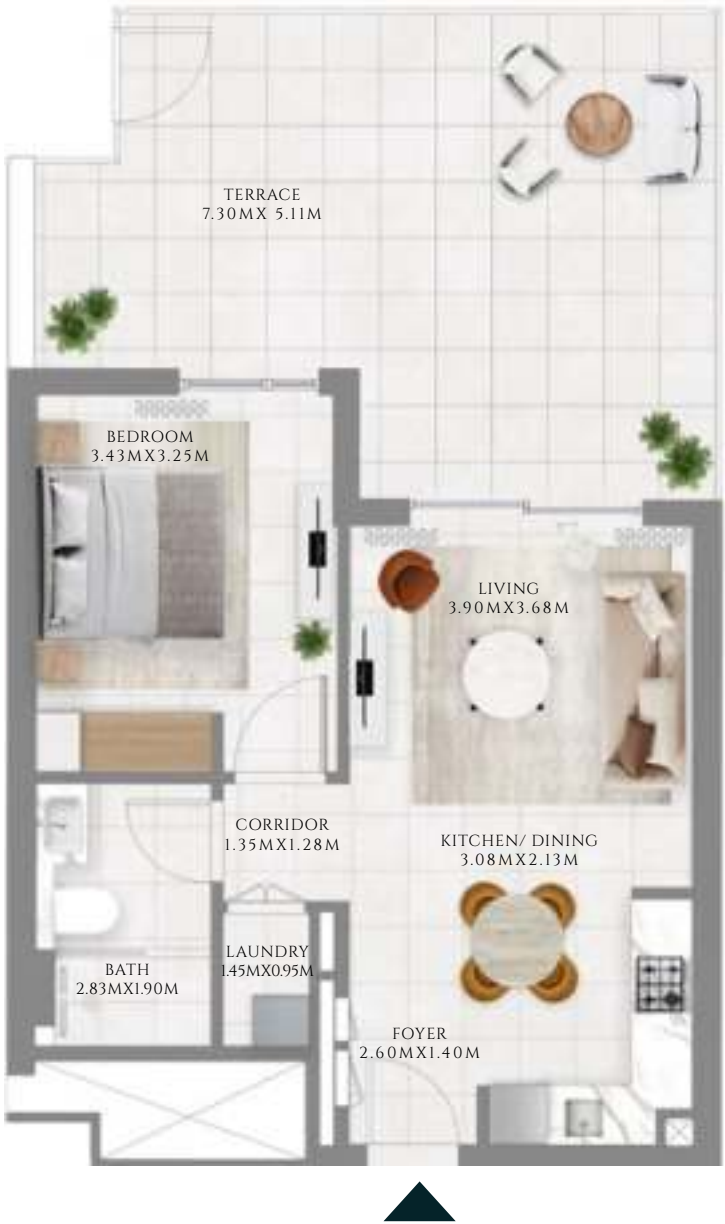 TERRACE
7.30MX 5.11M
BEDROOM
3.43MX3.25M
LIVING
3.90MX3.68M
CORRIDOR
1.35MX1.28M
KITCHEN/ DINING
3.08MX2.13M
LAUNDRY
1.45MX0.95M
BATH
2.83MX1.90M
FOYER
2.60MX1.40M